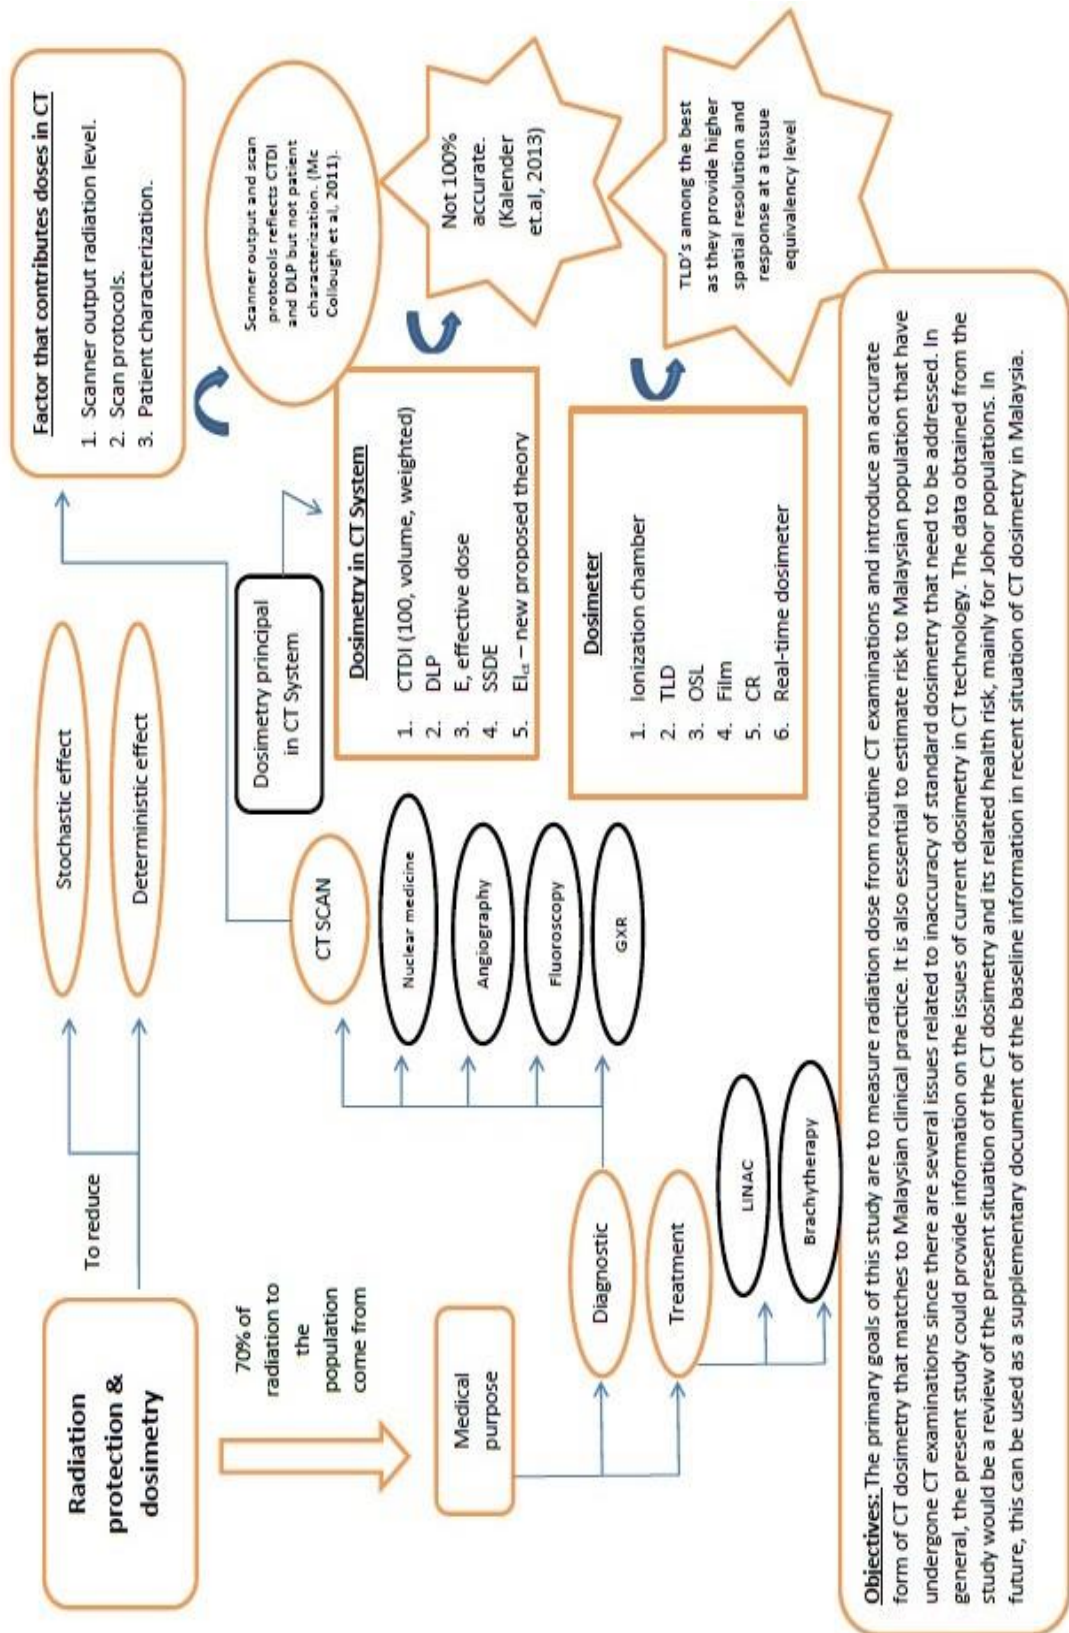 Radiation
protection &
dosimetry
To reduce
Stochastic effect
Deterministic effect
70% of
radiation to
the
population
come from
Medical
purpose
Diagnostic
Treatment
LINAC
Brachytherapy
CT SCAN
Nuclear medicine
Angiography
Fluoroscopy
GXR
Factor that contributes doses in CT
1. Scanner output radiation level.
2. Scan protocols.
3. Patient characterization.
Scanner output and scan
protocols reflects CTDI
and DLP but not patient
characterization. (Mc
Collough et al, 2011).
Dosimetry principal
in CT System
Dosimetry in CT System
1. CTDI (100, volume, weighted)
2. DLP
3. E, effective dose
4. SSDE
5. EIct – new proposed theory
Not 100%
accurate.
(Kalender
et.al, 2013)
Dosimeter
1. Ionization chamber
2. TLD
3. OSL
4. Film
5. CR
6. Real-time dosimeter
TLD's among the best
as they provide higher
spatial resolution and
response at a tissue
equivalency level
Objectives: The primary goals of this study are to measure radiation dose from routine CT examinations and introduce an accurate
form of CT dosimetry that matches to Malaysian clinical practice. It is also essential to estimate risk to Malaysian population that have
undergone CT examinations since there are several issues related to inaccuracy of standard dosimetry that need to be addressed. In
general, the present study could provide information on the issues of current dosimetry in CT technology. The data obtained from the
study would be a review of the present situation of the CT dosimetry and its related health risk, mainly for Johor populations. In
future, this can be used as a supplementary document of the baseline information in recent situation of CT dosimetry in Malaysia.